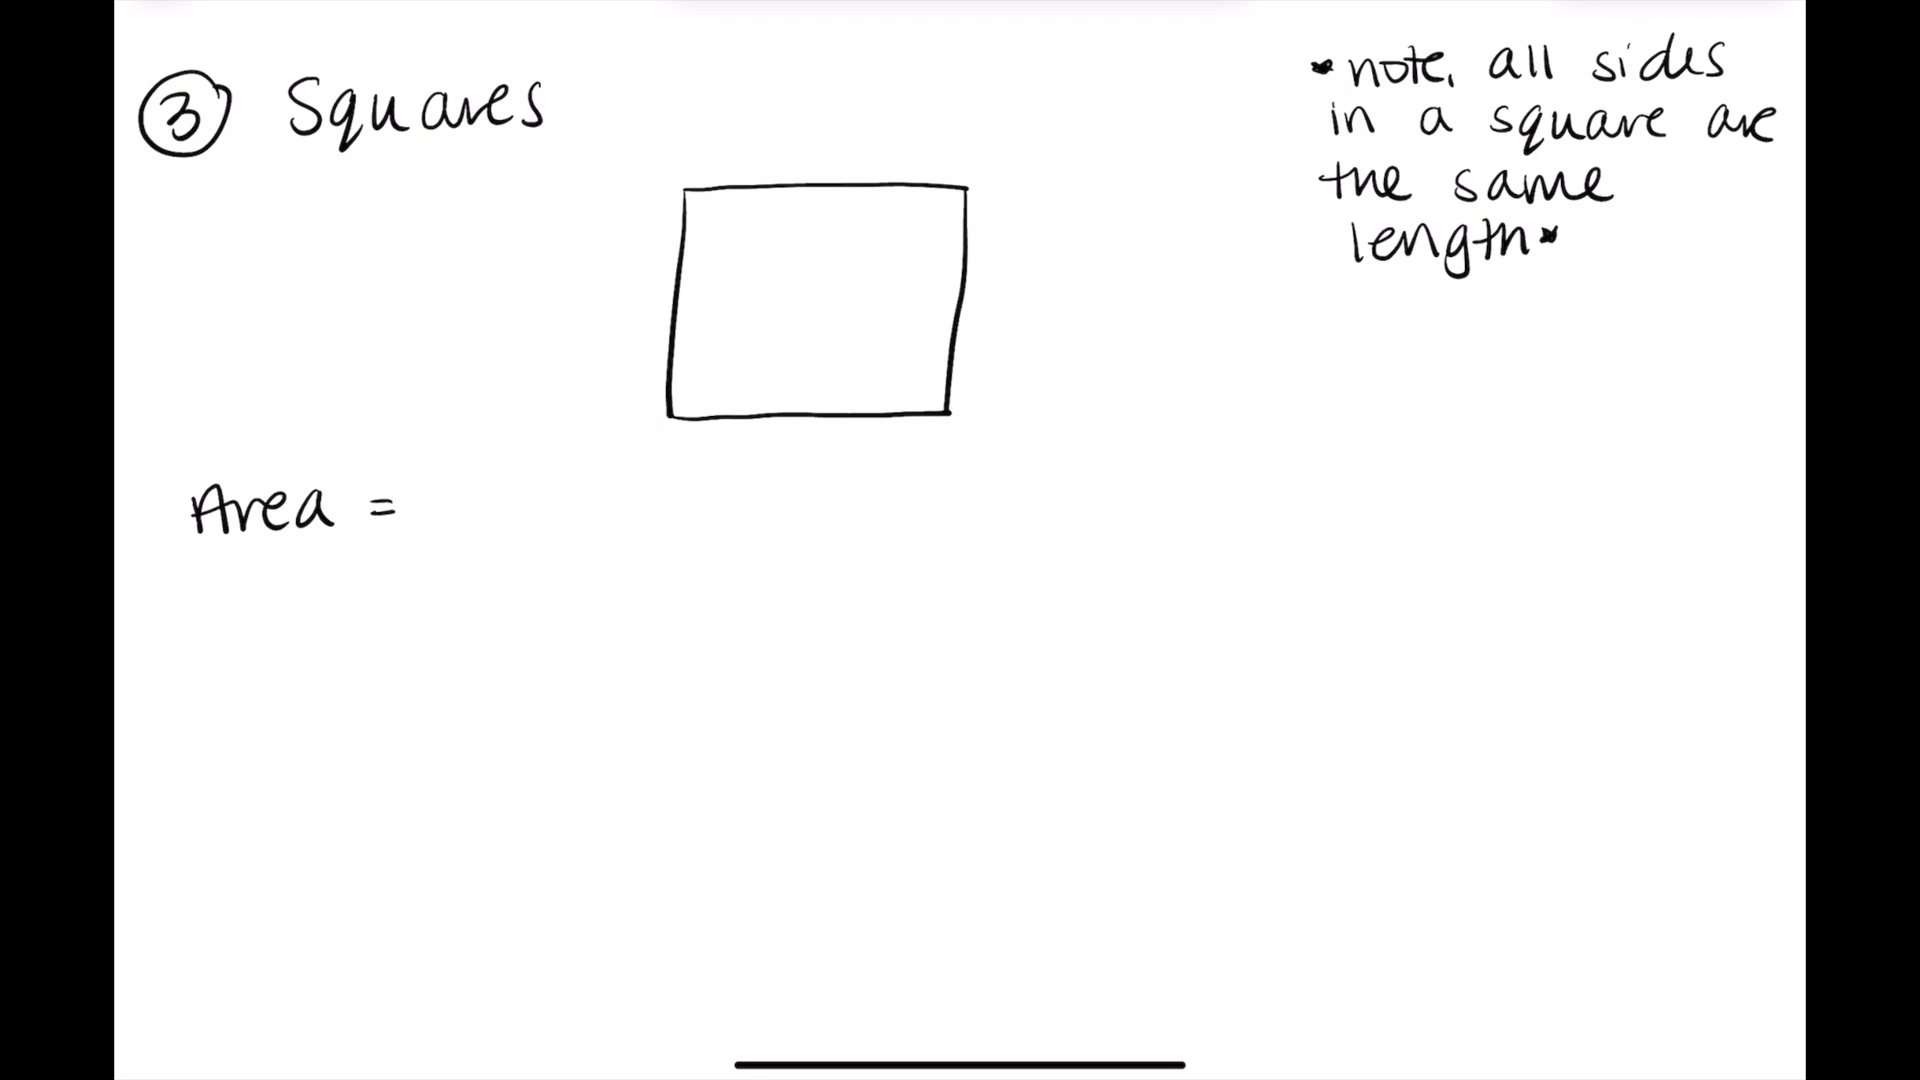 ③ Squares
*note, all sides
in a square are
the same
length*
Area =